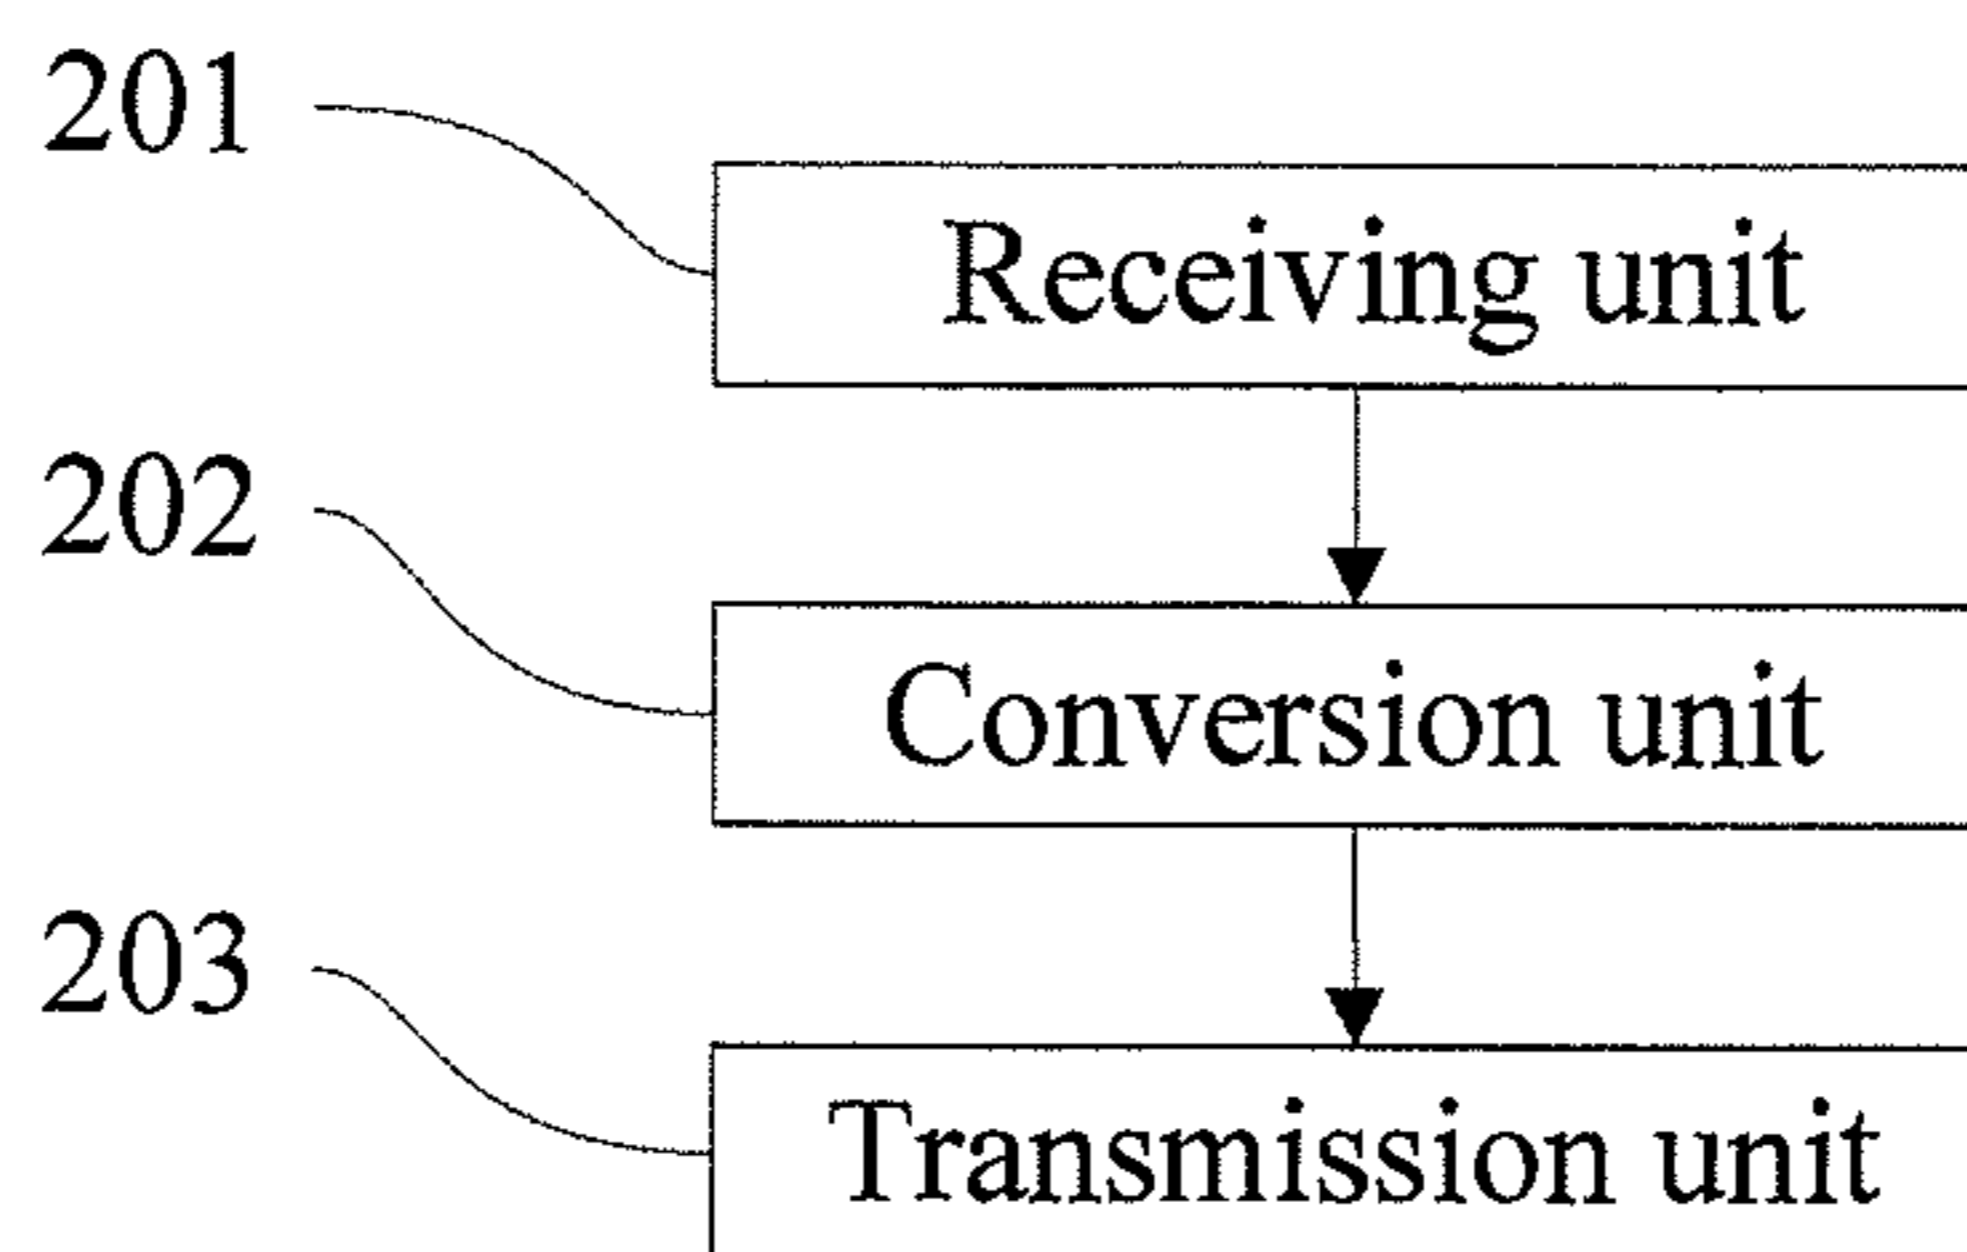 201
Receiving unit
202
Conversion unit
203
Transmission unit